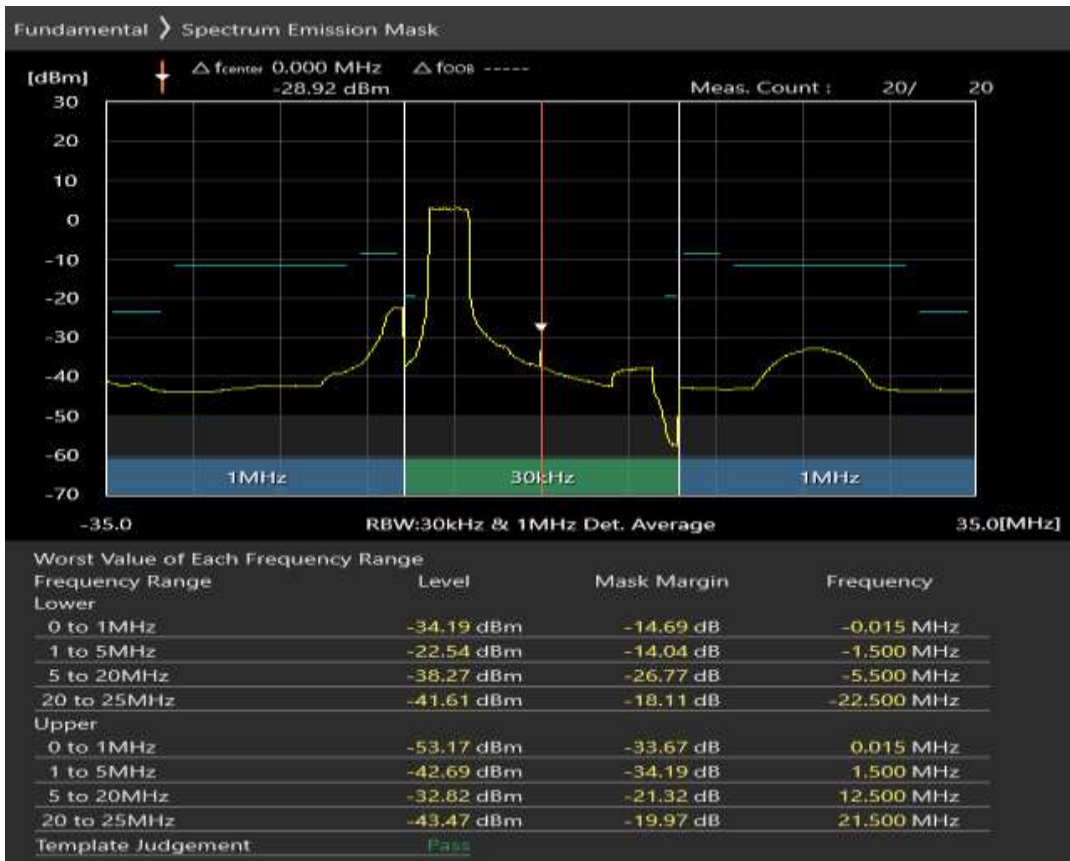 Fundamental 〉 Spectrum Emission Mask
[dBm] △ fcenter 0.000 MHz △ fOOB -----
-28.92 dBm Meas. Count : 20/ 20
30
20
10
0
-10
-20
-30
-40
-50
-60
1MHz 30kHz 1MHz
-70
-35.0 RBW:30kHz & 1MHz Det. Average 35.0[MHz]
Worst Value of Each Frequency Range
Frequency Range Level Mask Margin Frequency
Lower
0 to 1MHz -34.19 dBm -14.69 dB -0.015 MHz
1 to 5MHz -22.54 dBm -14.04 dB -1.500 MHz
5 to 20MHz -38.27 dBm -26.77 dB -5.500 MHz
20 to 25MHz -41.61 dBm -18.11 dB -22.500 MHz
Upper
0 to 1MHz -53.17 dBm -33.67 dB 0.015 MHz
1 to 5MHz -42.69 dBm -34.19 dB 1.500 MHz
5 to 20MHz -32.82 dBm -21.32 dB 12.500 MHz
20 to 25MHz -43.47 dBm -19.97 dB 21.500 MHz
Template Judgement Pass